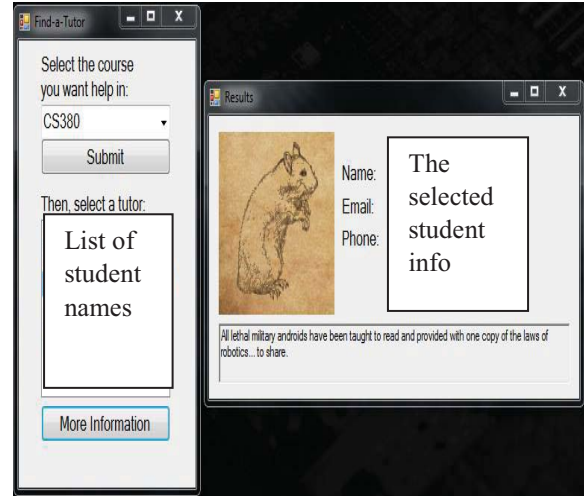 Find-a-Tutor
Select the course
you want help in:
CS380
Submit
Then, select a tutor:
List of
student
names
More Information
Results
Name:
Email:
Phone:
The
selected
student
info
All lethal military androids have been taught to read and provided with one copy of the laws of
robotics... to share.